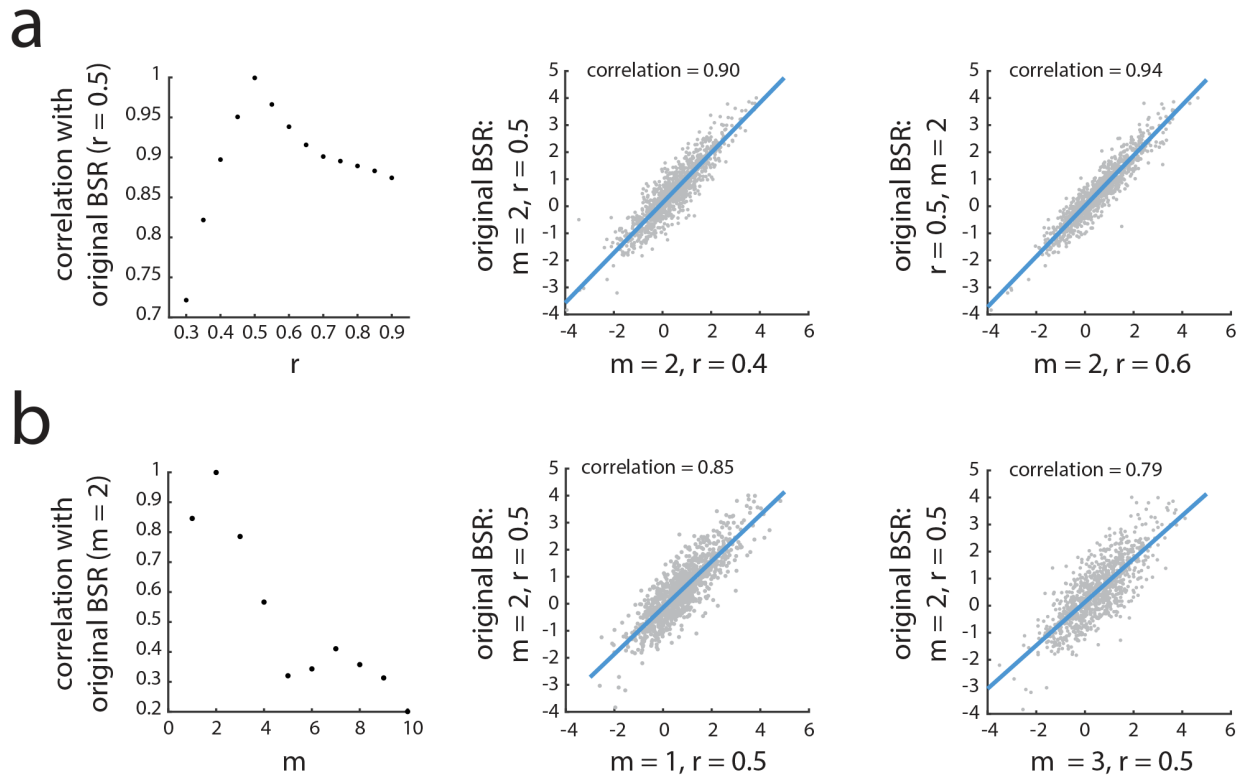 a
correlation with
original BSR (r = 0.5)
1
0.95
0.9
0.85
0.8
0.75
0.7
0.3 0.4 0.5 0.6 0.7 0.8 0.9
r
original BSR:
m = 2, r = 0.5
correlation = 0.90
5
4
3
2
1
0
-1
-2
-3
-4
-4 -2 0 2 4 6
m = 2, r = 0.4
original BSR:
r = 0.5, m = 2
correlation = 0.94
5
4
3
2
1
0
-1
-2
-3
-4
-4 -2 0 2 4 6
m = 2, r = 0.6
b
correlation with
original BSR (m = 2)
1
0.9
0.8
0.7
0.6
0.5
0.4
0.3
0.2
0 2 4 6 8 10
m
original BSR:
m = 2, r = 0.5
correlation = 0.85
5
4
3
2
1
0
-1
-2
-3
-4
-4 -2 0 2 4 6
m = 1, r = 0.5
original BSR:
m = 2, r = 0.5
correlation = 0.79
5
4
3
2
1
0
-1
-2
-3
-4
-4 -2 0 2 4 6
m = 3, r = 0.5